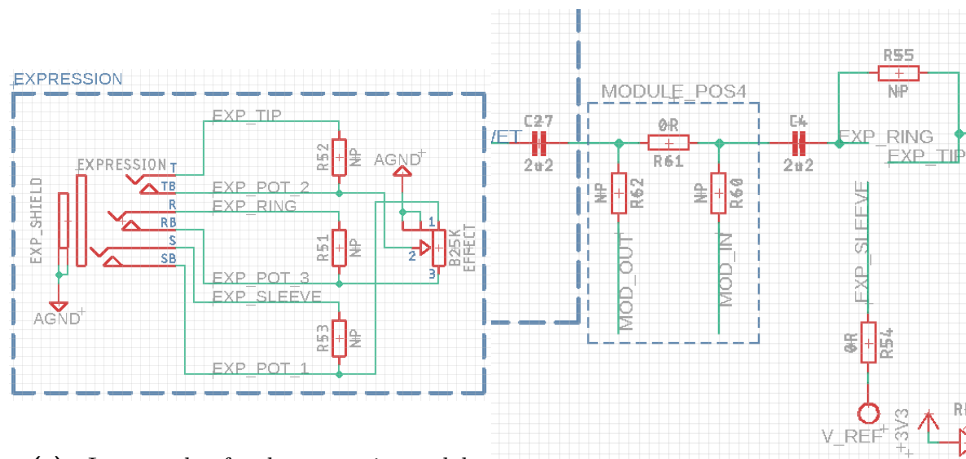 EXPRESSION
EXP_TIP
R52
NP
AGND
EXPRESSION
T
TB
EXP_POT_2
R
EXP_RING
RB
S
SB
EXP_SHIELD
R51
NP
1
2
3
B25K
EFFECT
EXP_POT_3
EXP_SLEEVE
AGND
R53
NP
EXP_POT_1
MODULE_POS4
C27
2u2
0R
R61
NP
R62
NP
R60
MOD_OUT
MOD_IN
C4
2u2
R55
NP
EXP_RING
EXP_TIP
EXP_SLEEVE
0R
R54
V_REF
+3V3